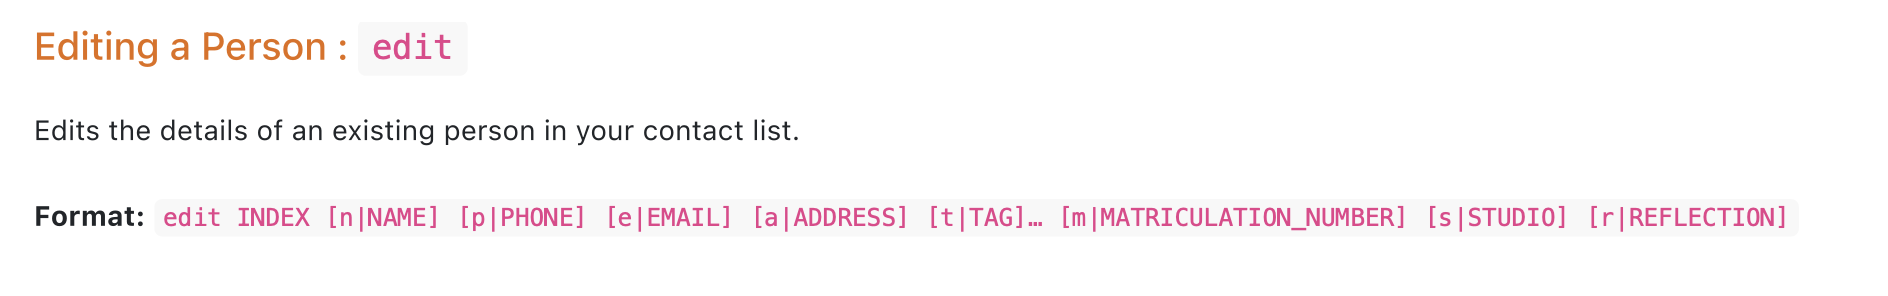 Editing a Person : edit
Edits the details of an existing person in your contact list.
Format: edit INDEX [n|NAME] [p|PHONE] [e|EMAIL] [a|ADDRESS] [t|TAG]… [m|MATRICULATION_NUMBER] [s|STUDIO] [r|REFLECTION]